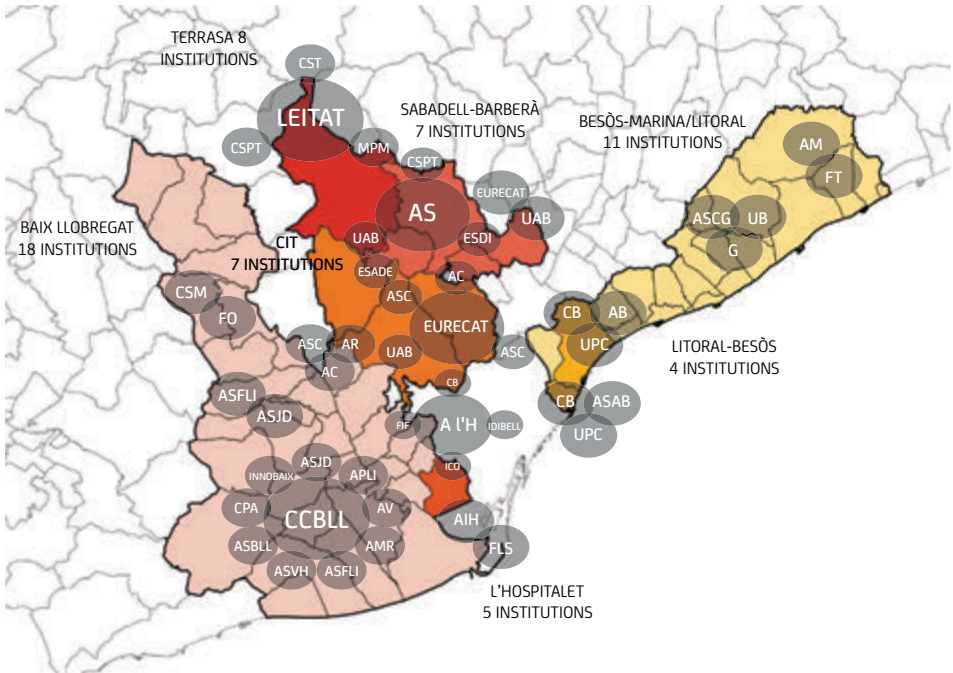 TERRASA 8
INSTITUTIONS
CST
LEITAT
CSPT
MPM
SABADELL-BARBERÀ
7 INSTITUTIONS
CSPT
EURECAT
AS
UAB
UAB
ESDI
BESÒS-MARINA/LITORAL
11 INSTITUTIONS
AM
FT
ASCG
UB
G
BAIX LLOBREGAT
18 INSTITUTIONS
CIT
7 INSTITUTIONS
ESADE
AC
ASC
EURECAT
CSM
FO
ASC
AR
UAB
ASC
AC
CB
CB
AB
UPC
LITORAL-BESÒS
4 INSTITUTIONS
CB
ASAB
UPC
ASFLI
ASJD
FIF
A l'H
IDIBELL
ICO
ASJD
INNOBAIX
APLI
CPA
CCBLL
AV
AIH
ASBLL
AMR
FLS
ASVH
ASFLI
L'HOSPITALET
5 INSTITUTIONS